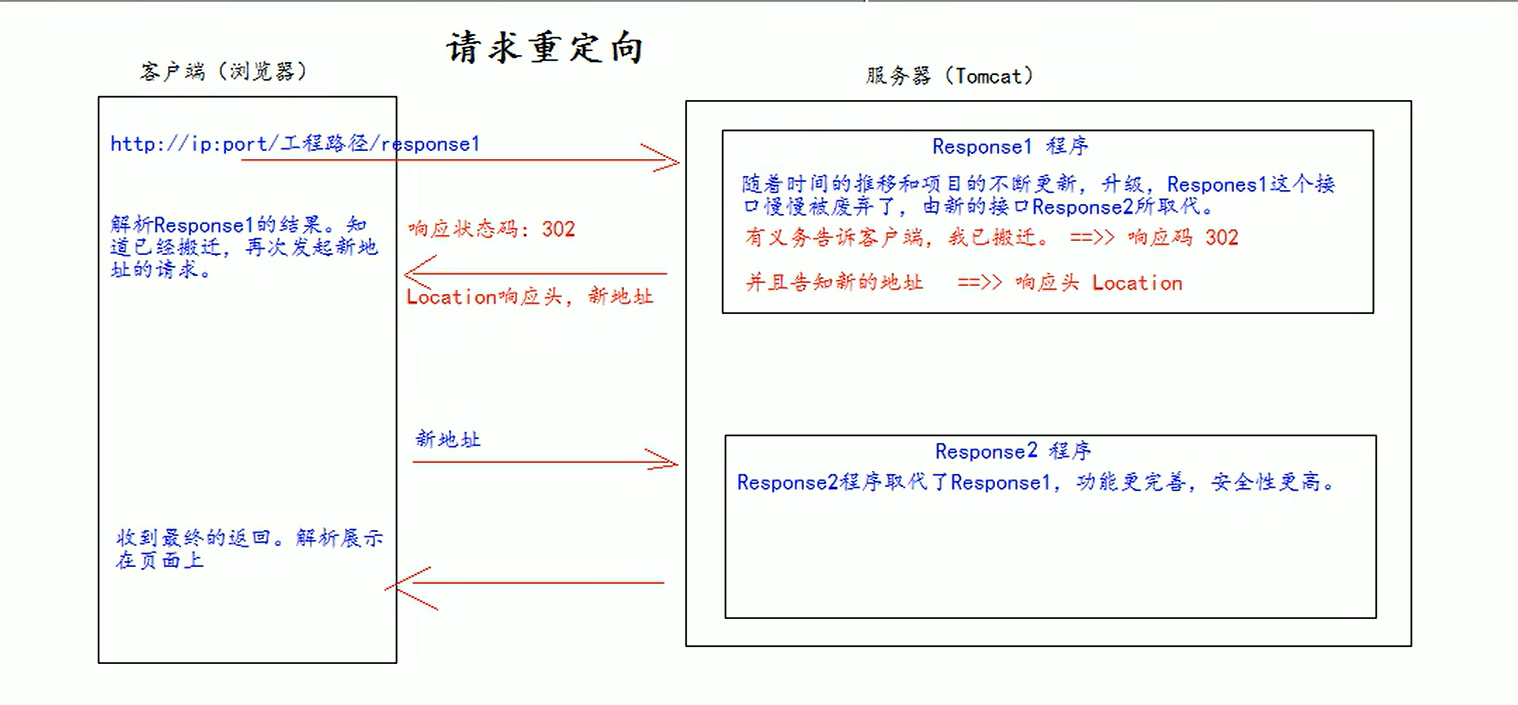 请求重定向
客户端（浏览器）
服务器（Tomcat）
http://ip:port/工程路径/response1
Response1 程序
随着时间的推移和项目的不断更新，升级，Respones1这个接
口慢慢被废弃了，由新的接口Response2所取代。
有义务告诉客户端，我已搬迁。 ==>> 响应码 302
并且告知新的地址 ==>> 响应头 Location
响应状态码：302
Location响应头，新地址
解析Response1的结果。知
道已经搬迁，再次发起新地
址的请求。
新地址
Response2 程序
Response2程序取代了Response1，功能更完善，安全性更高。
收到最终的返回。解析展示
在页面上